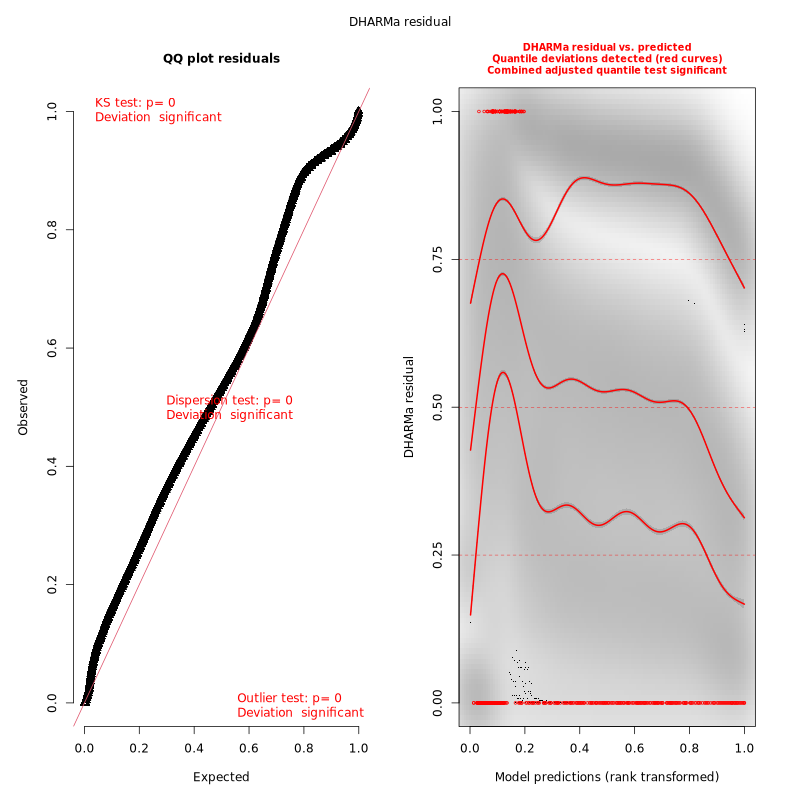 DHARMa residual
QQ plot residuals
KS test: p= 0
Deviation  significant
Dispersion test: p= 0
Deviation  significant
Outlier test: p= 0
Deviation  significant
Observed
0.0 0.2 0.4 0.6 0.8 1.0
0.0 0.2 0.4 0.6 0.8 1.0
Expected
DHARMa residual vs. predicted
Quantile deviations detected (red curves)
Combined adjusted quantile test significant
DHARMa residual
0.00 0.25 0.50 0.75 1.00
0.0 0.2 0.4 0.6 0.8 1.0
Model predictions (rank transformed)